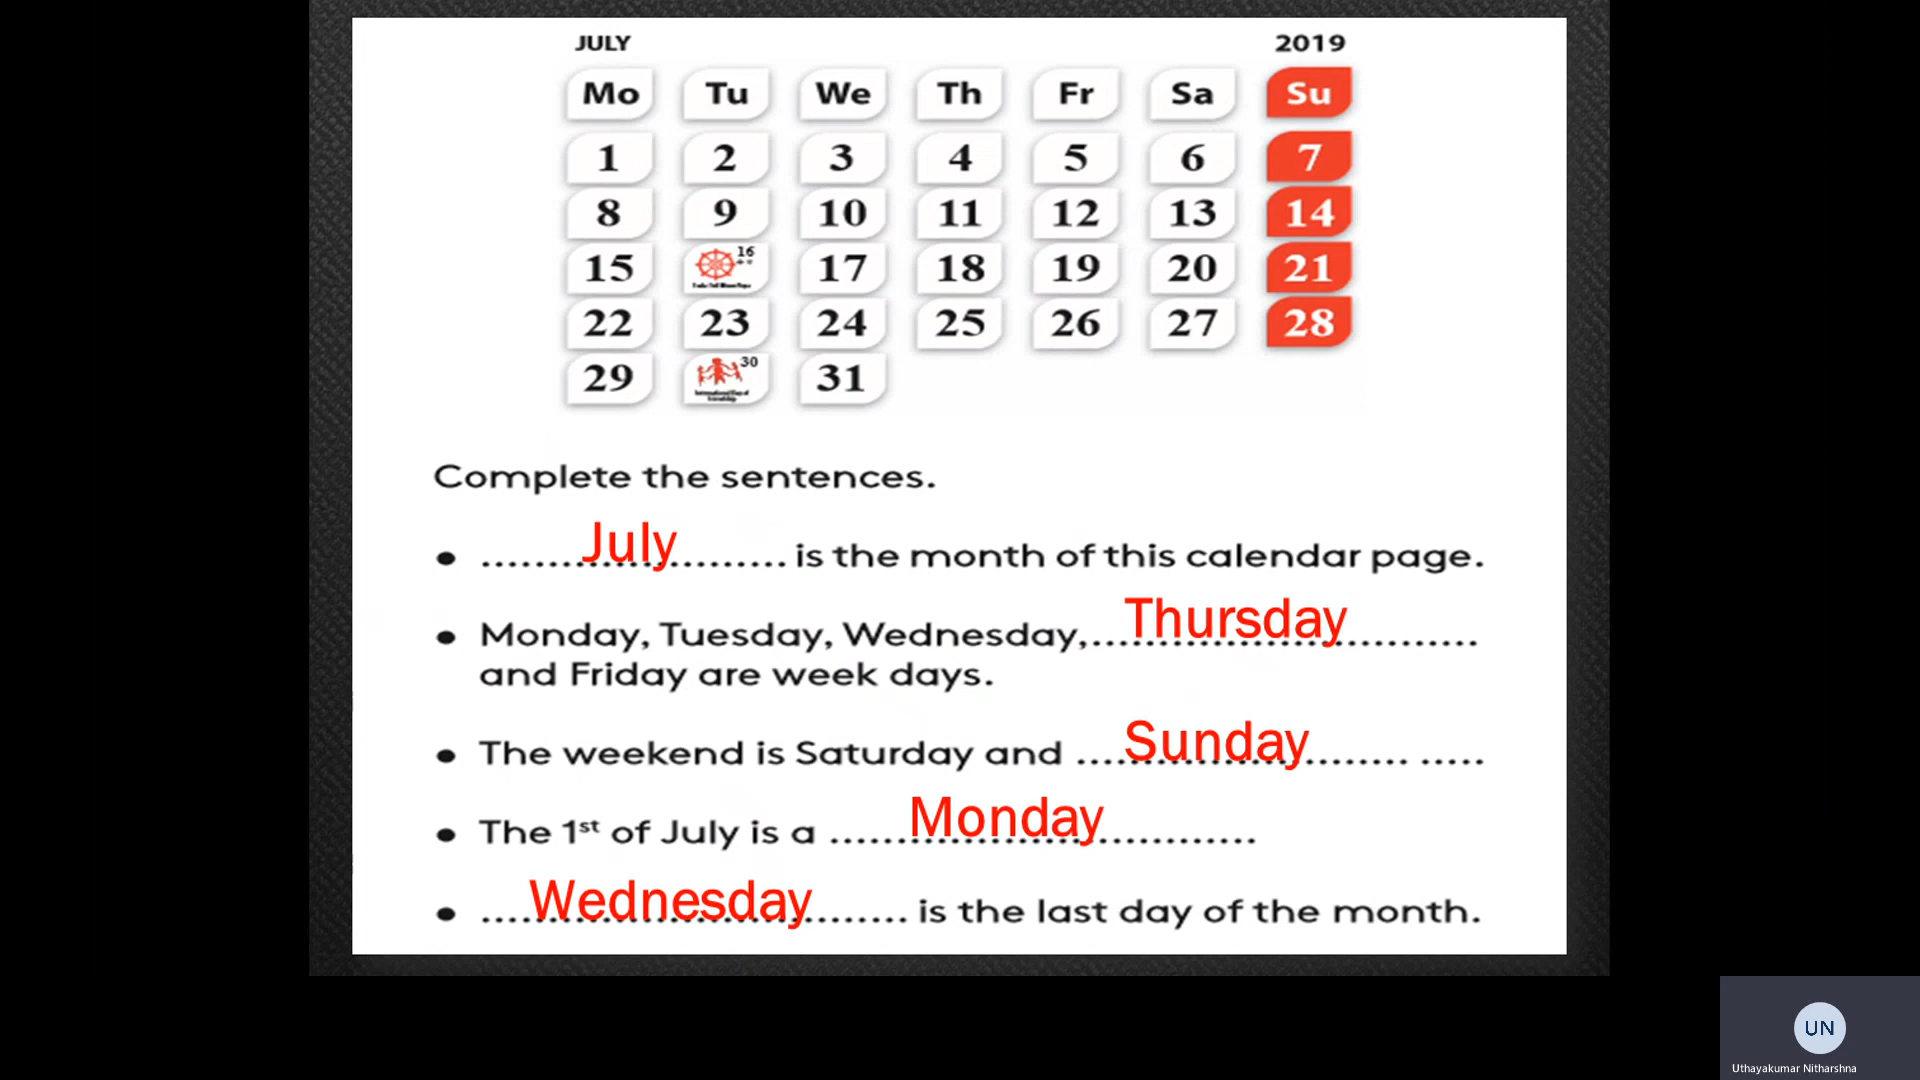 JULY 2019
Mo Tu We Th Fr Sa Su
1 2 3 4 5 6 7
8 9 10 11 12 13 14
15 16 17 18 19 20 21
22 23 24 25 26 27 28
29 30 31
International Day of
Friendship
Complete the sentences.
• .........July......... is the month of this calendar page.
• Monday, Tuesday, Wednesday,.....Thursday..........
and Friday are week days.
• The weekend is Saturday and ....Sunday........ .....
• The 1st of July is a .......Monday............
• ....Wednesday........ is the last day of the month.
UN
Uthayakumar Nitharshna